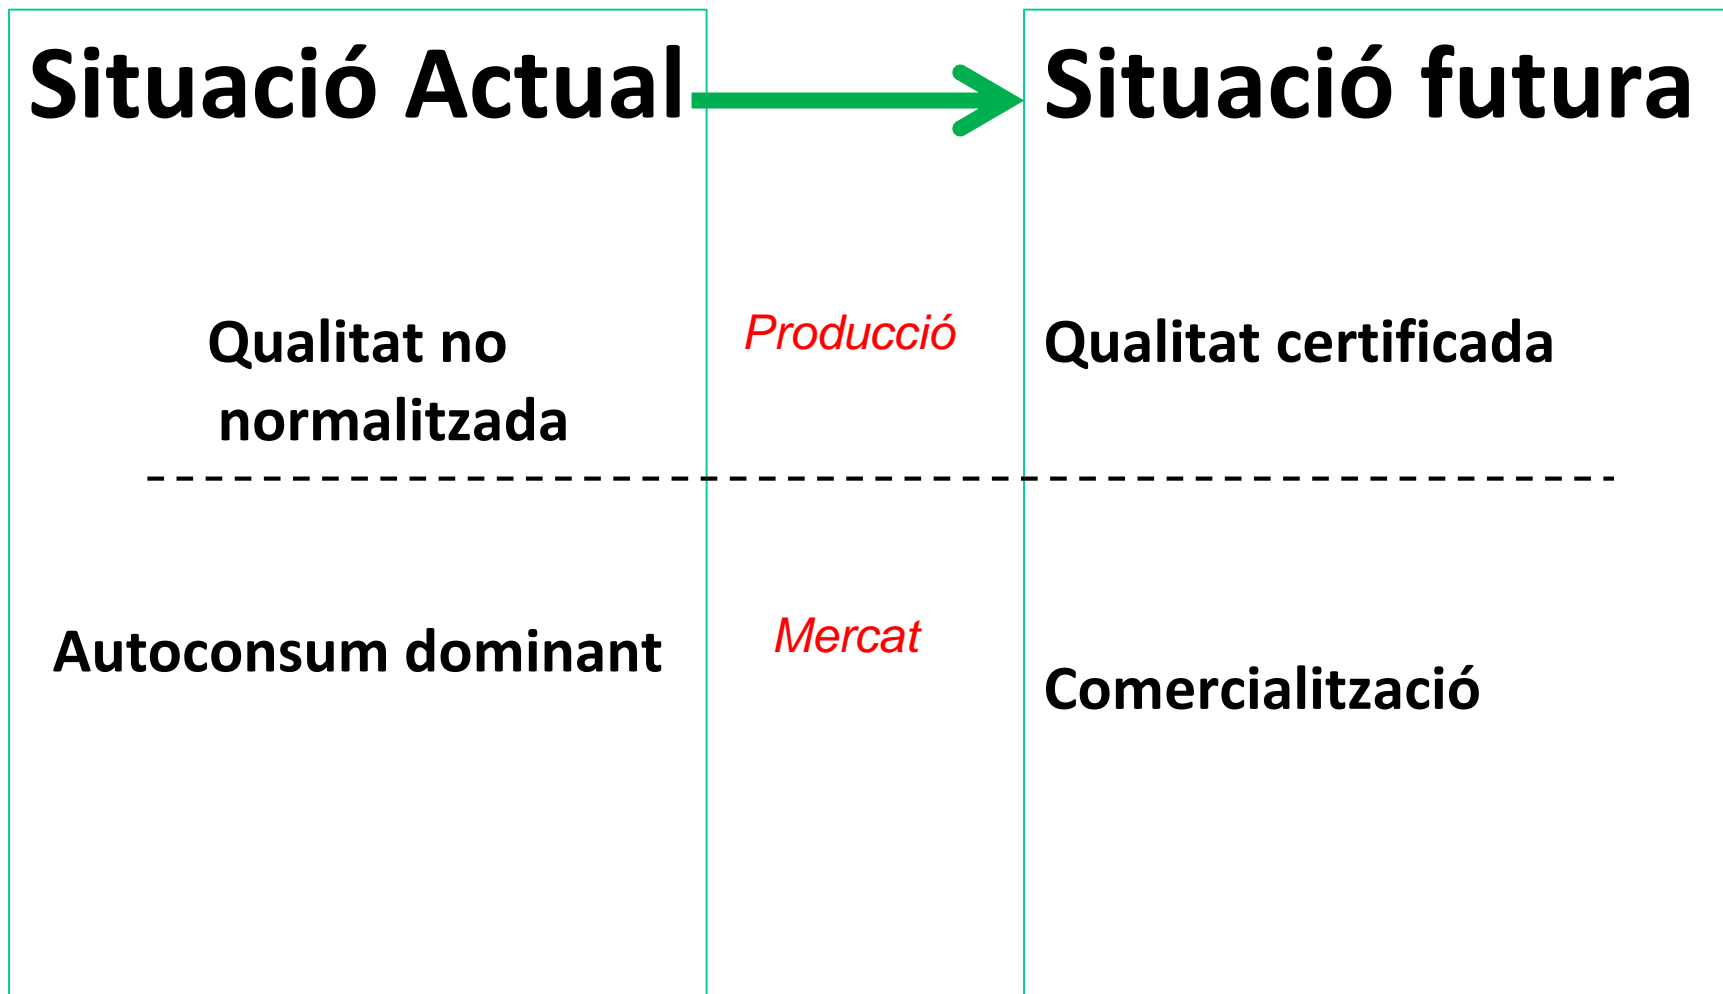 Situació Actual
Situació futura
Qualitat no
normalitzada
Producció
Qualitat certificada
Autoconsum dominant
Mercat
Comercialització